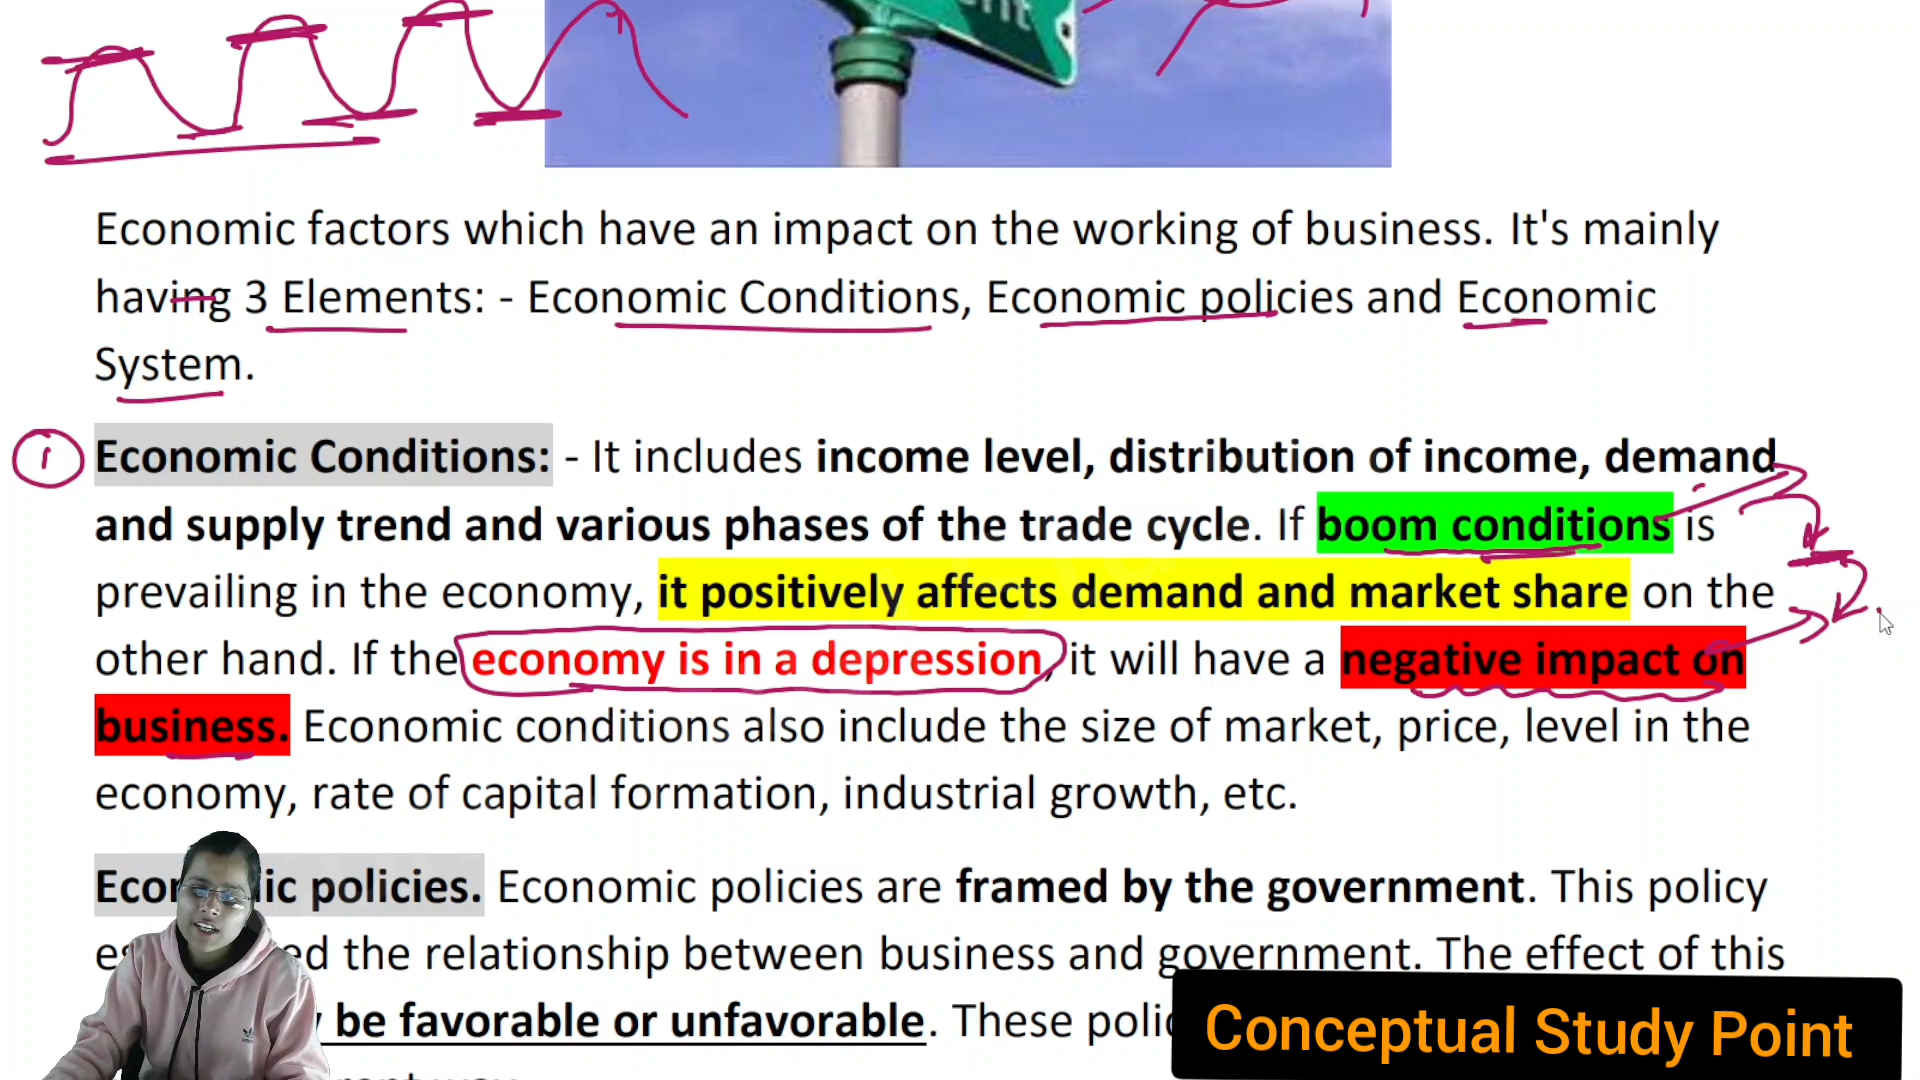 nt
Economic factors which have an impact on the working of business. It's mainly
having 3 Elements: - Economic Conditions, Economic policies and Economic
System.
1 Economic Conditions: - It includes income level, distribution of income, demand
and supply trend and various phases of the trade cycle. If boom conditions is
prevailing in the economy, it positively affects demand and market share on the
other hand. If the economy is in a depression, it will have a negative impact on
business. Economic conditions also include the size of market, price, level in the
economy, rate of capital formation, industrial growth, etc.
policies. Economic policies are framed by the government. This policy
the relationship between business and government. The effect of this
be favorable or unfavorable. These
Conceptual Study Point